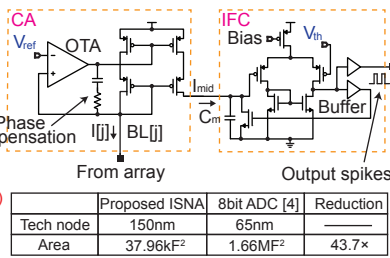 CA
IFC
Vref
OTA
Bias
Vth
Imid
Cm
Buffer
Phase
pensation
I[j]↓
BL[j]
From array
Output spikes
Proposed ISNA 8bit ADC [4] Reduction
Tech node 150nm 65nm ——
Area 37.96kF² 1.66MF² 43.7×